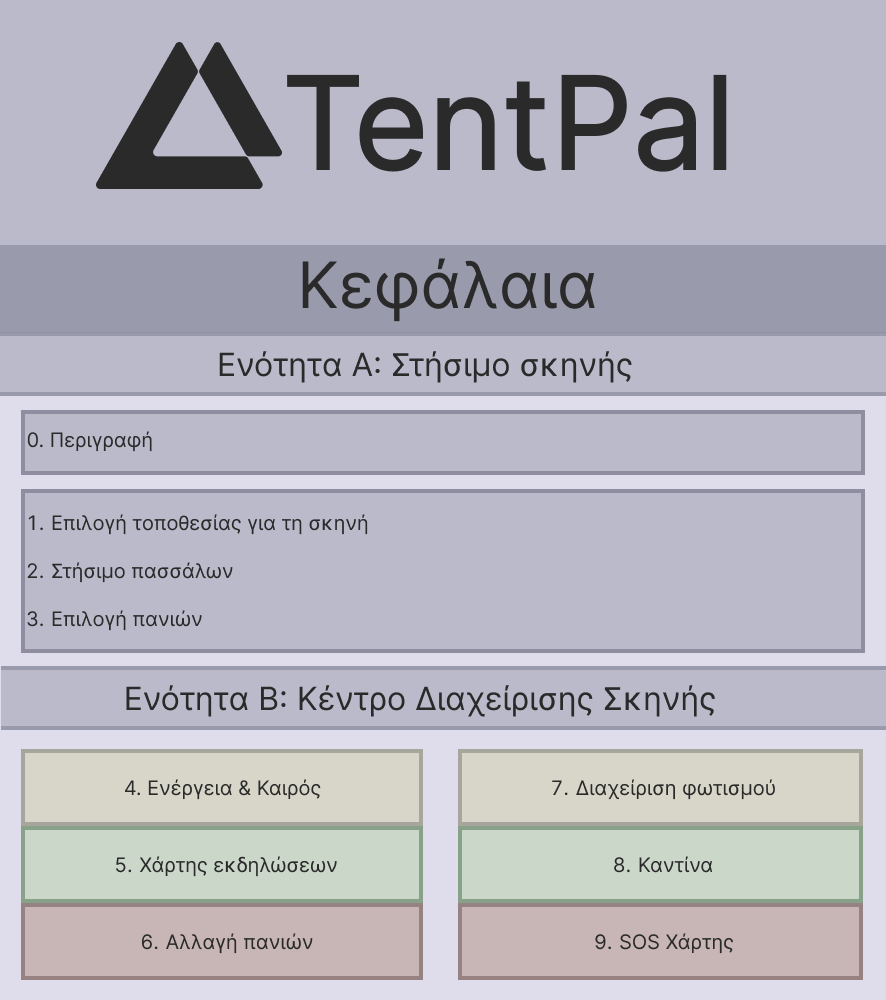 TentPal
Κεφάλαια
Ενότητα Α: Στήσιμο σκηνής
0. Περιγραφή
1. Επιλογή τοποθεσίας για τη σκηνή
2. Στήσιμο πασσάλων
3. Επιλογή πανιών
Ενότητα Β: Κέντρο Διαχείρισης Σκηνής
4. Ενέργεια & Καιρός
5. Χάρτης εκδηλώσεων
6. Αλλαγή πανιών
7. Διαχείριση φωτισμού
8. Καντίνα
9. SOS Χάρτης